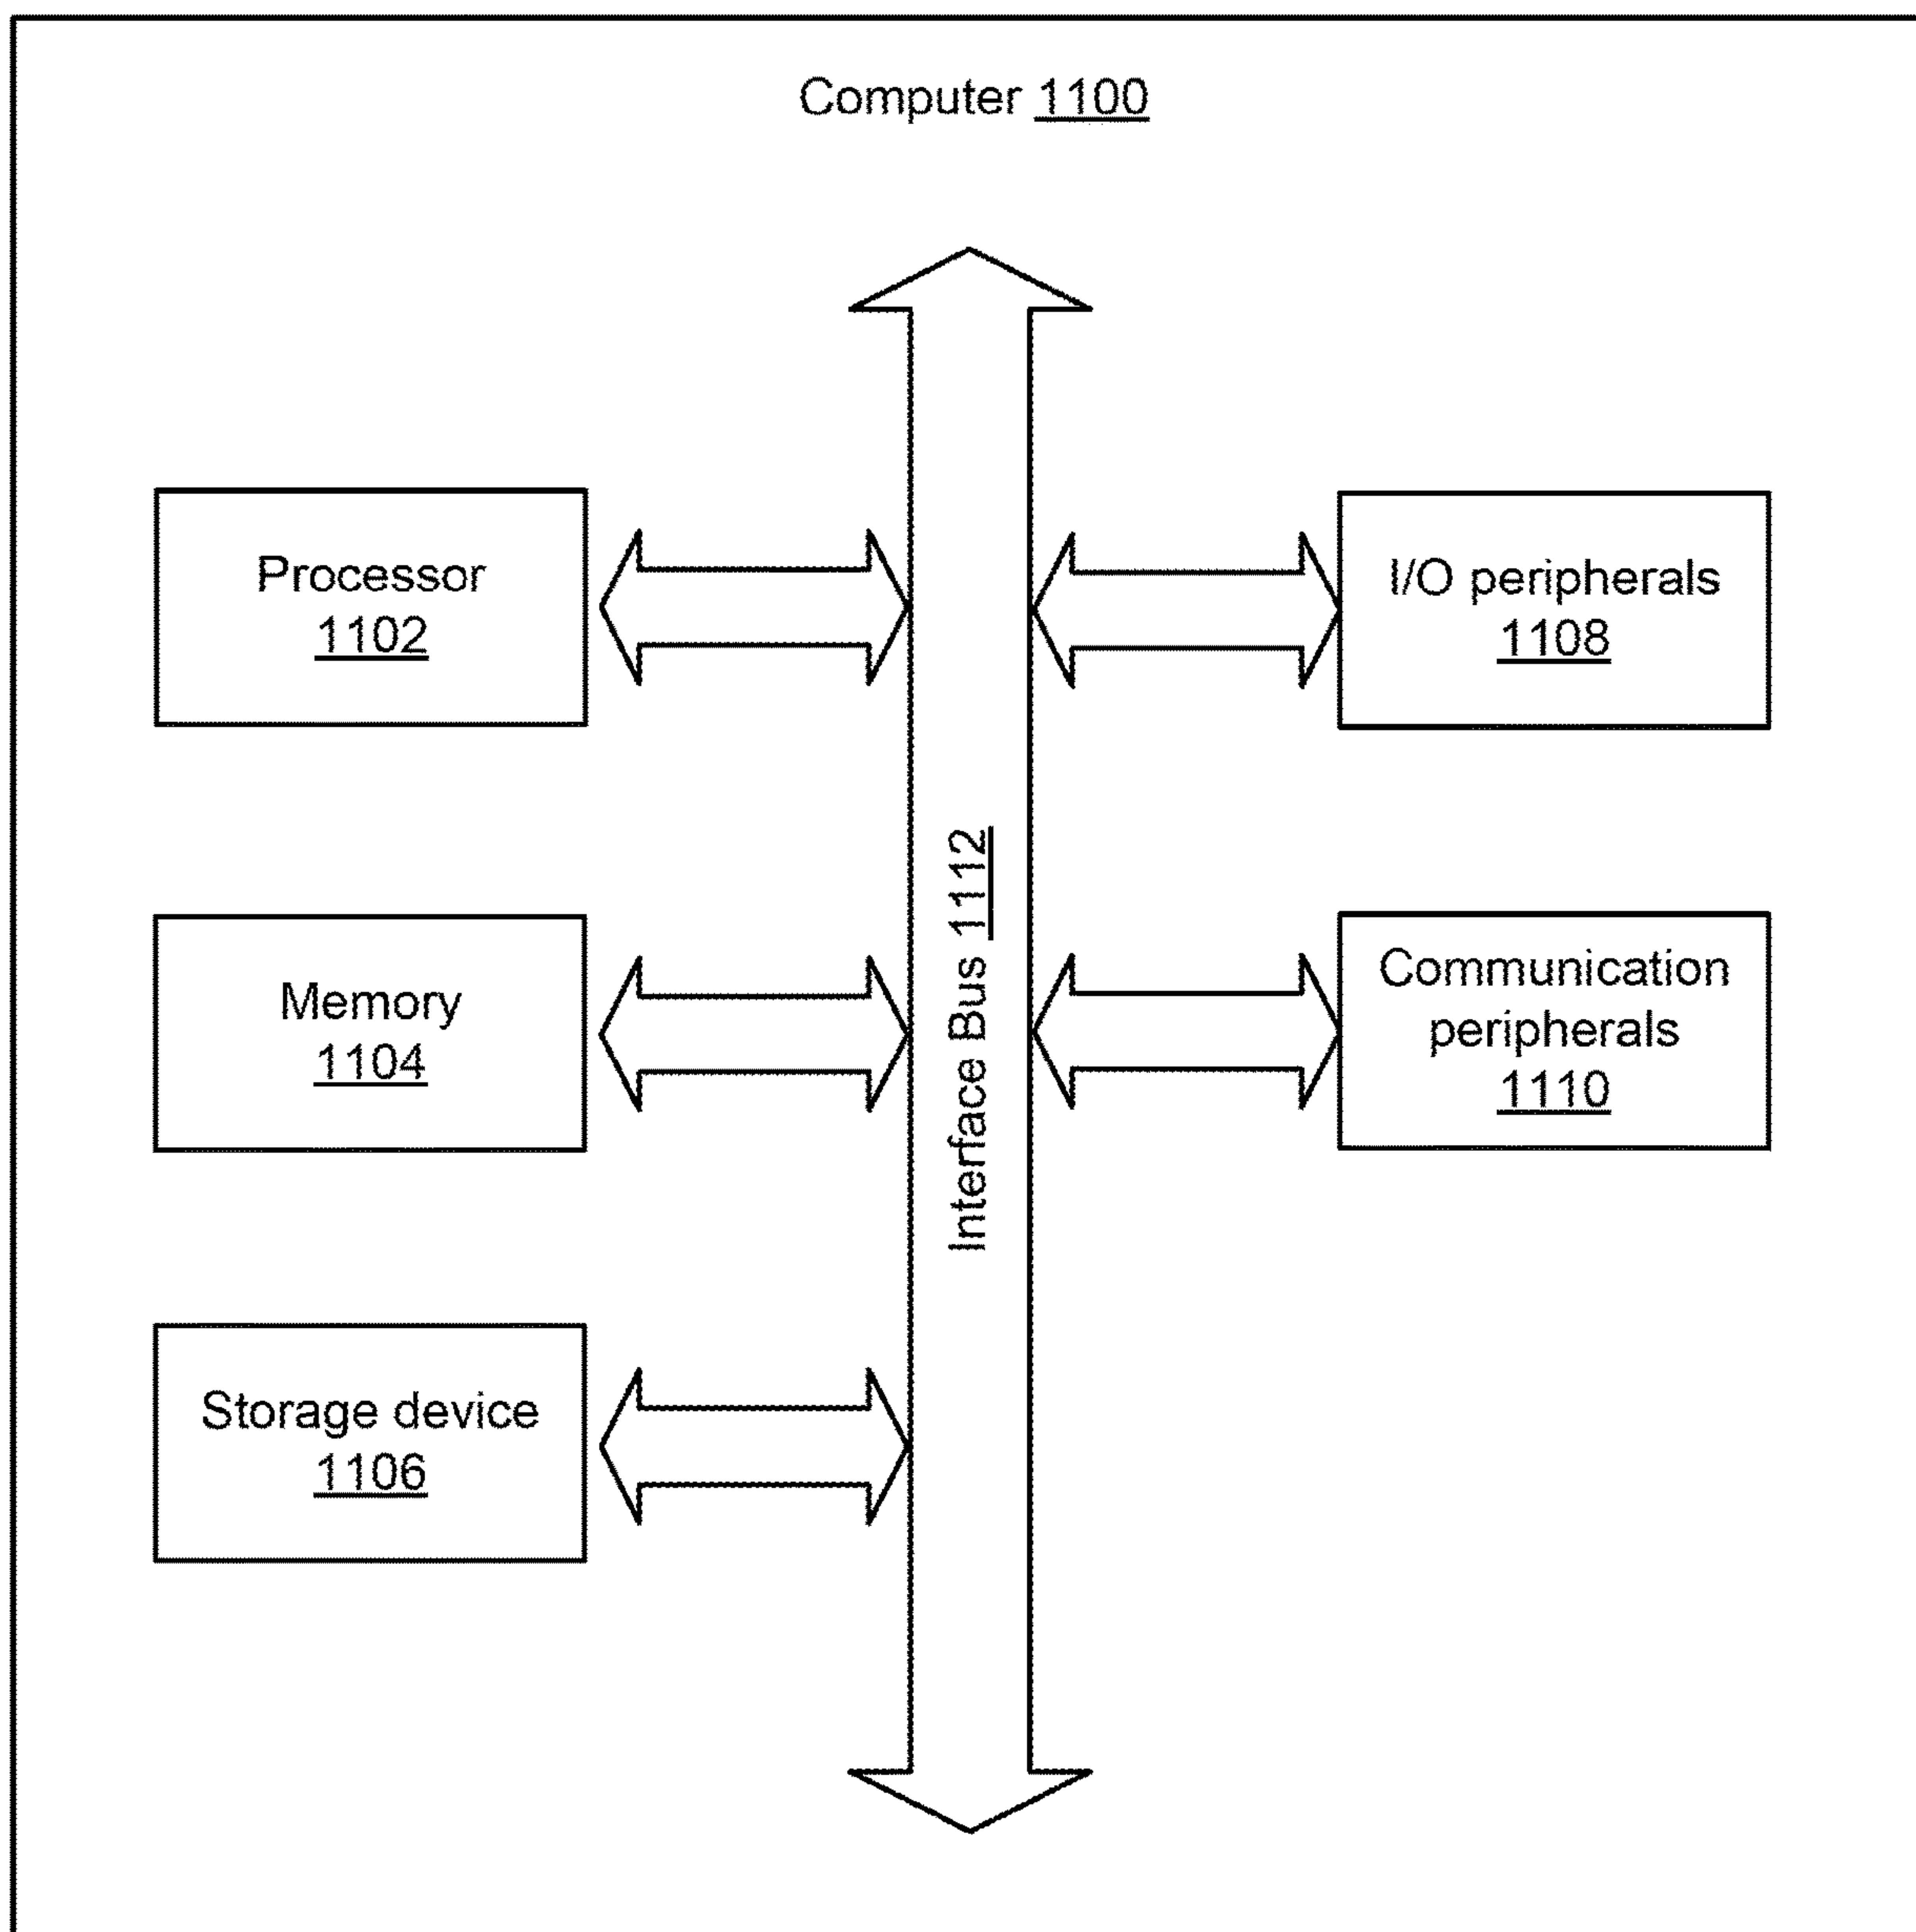 Computer 1100
Processor
1102
I/O peripherals
1108
Interface Bus 1112
Memory
1104
Communication
peripherals
1110
Storage device
1106